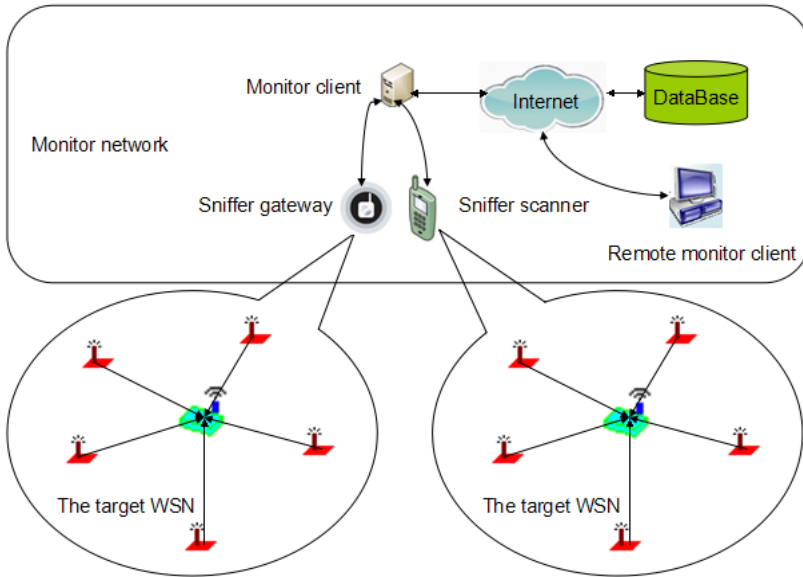 Monitor client
Internet
DataBase
Monitor network
Sniffer gateway
Sniffer scanner
Remote monitor client
The target WSN
The target WSN